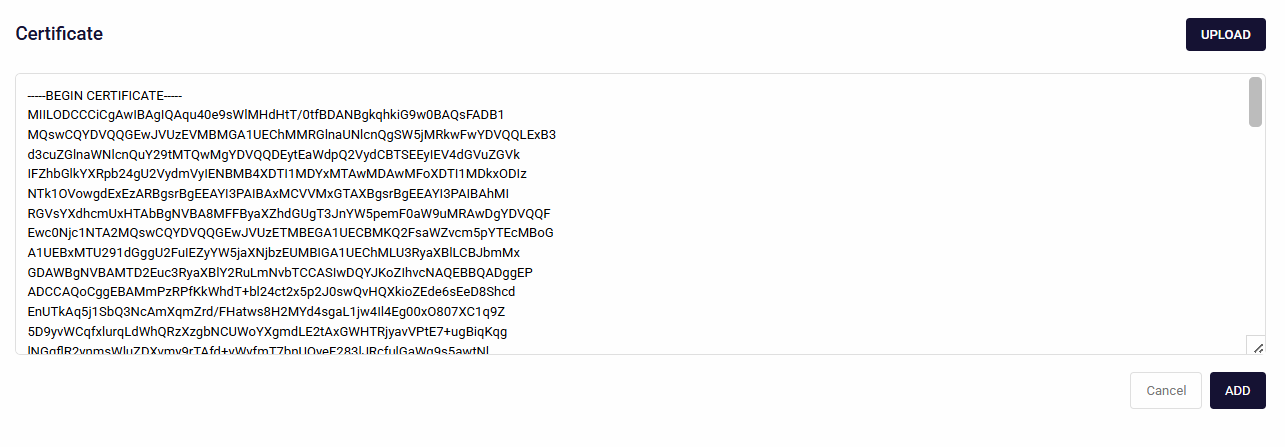 Certificate
UPLOAD
-----BEGIN CERTIFICATE-----
MIILODCCCiCgAwIBAgIQAqu40e9sWlMHdHtT/0tfBDANBgkqhkiG9w0BAQsFADB1
MQswCQYDVQQGEwJVUzEVMBMGA1UEChMMRGlnaUNlcnQgSW5jMRkwFwYDVQQLExB3
d3cuZGlnaWNlcnQuY29tMTQwMgYDVQQDEytEaWdpQ2VydCBTSEEyIEV4dGVuZGVk
IFZhbGlkYXRpb24gU2VydmVyIENBMB4XDTI1MDYxMTAwMDAwMFoXDTI1MDkxODIz
NTk1OVowgdExEzARBgsrBgEEAYI3PAIBAxMCVVMxGTAXBgsrBgEEAYI3PAIBAhMI
RGVsYXdhcmUxHTAbBgNVBA8MFFByaXZhdGUgT3JnYW5pemF0aW9uMRAwDgYDVQQF
Ewc0Njc1NTA2MQswCQYDVQQGEwJVUzETMBEGA1UECBMKQ2FsaWZvcm5pYTEcMBoG
A1UEBxMTU291dGggU2FuIEZyYW5jaXNjbzEUMBIGA1UEChMLU3RyaXBlLCBJbmMx
GDAWBgNVBAMTD2Euc3RyaXBlY2RuLmNvbTCCASIwDQYJKoZIhvcNAQEBBQADggEP
ADCCAQoCggEBAMmPzRPfKkWhdT+bl24ct2x5p2J0swQvHQXkioZEde6sEeD8Shcd
EnUTkAq5j1SbQ3NcAmXqmZrd/FHatws8H2MYd4sgaL1jw4Il4Eg00xO807XC1q9Z
5D9yvWCqfxlurqLdWhQRzXzgbNCUWoYXgmdLE2tAxGWHTRjyavVPtE7+ugBiqKqg
Cancel
ADD